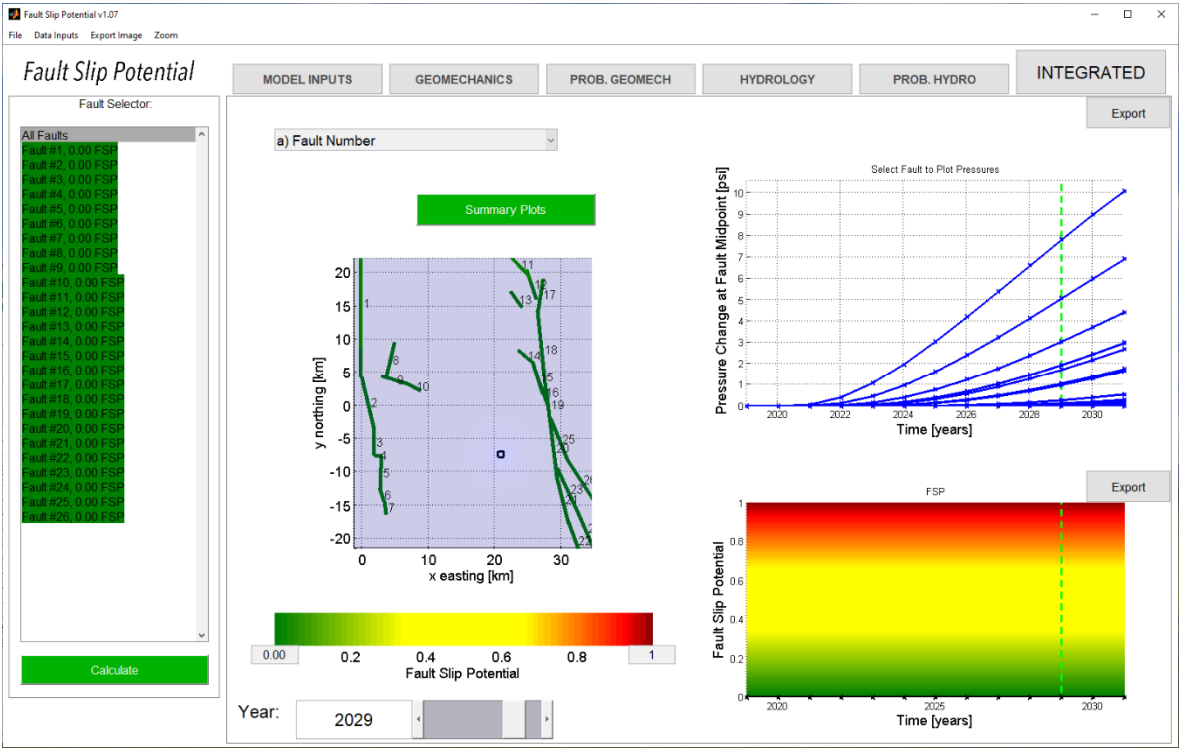 Fault Slip Potential v1.07
File Data Inputs Export Image Zoom
Fault Slip Potential
MODEL INPUTS
GEOMECHANICS
PROB. GEOMECH
HYDROLOGY
PROB. HYDRO
INTEGRATED
Fault Selector:
All Faults
Fault #1, 0.00 FSP
Fault #2, 0.00 FSP
Fault #3, 0.00 FSP
Fault #4, 0.00 FSP
Fault #5, 0.00 FSP
Fault #6, 0.00 FSP
Fault #7, 0.00 FSP
Fault #8, 0.00 FSP
Fault #9, 0.00 FSP
Fault #10, 0.00 FSP
Fault #11, 0.00 FSP
Fault #12, 0.00 FSP
Fault #13, 0.00 FSP
Fault #14, 0.00 FSP
Fault #15, 0.00 FSP
Fault #16, 0.00 FSP
Fault #17, 0.00 FSP
Fault #18, 0.00 FSP
Fault #19, 0.00 FSP
Fault #20, 0.00 FSP
Fault #21, 0.00 FSP
Fault #22, 0.00 FSP
Fault #23, 0.00 FSP
Fault #24, 0.00 FSP
Fault #25, 0.00 FSP
Fault #26, 0.00 FSP
Calculate
a) Fault Number
Summary Plots
y northing [km]
20
15
10
5
0
-5
-10
-15
-20
1
2
3
4
5
6
7
8
9
10
11
13
17
14
18
16
19
25
20
23
21
22
0 10 20 30
x easting [km]
0.00 0.2 0.4 0.6 0.8 1
Fault Slip Potential
Year:
2029
Export
Select Fault to Plot Pressures
Pressure Change at Fault Midpoint [psi]
10
9
8
7
6
5
4
3
2
1
0
2020 2022 2024 2026 2028 2030
Time [years]
Export
FSP
Fault Slip Potential
1
0.8
0.6
0.4
0.2
0
2020 2025 2030
Time [years]